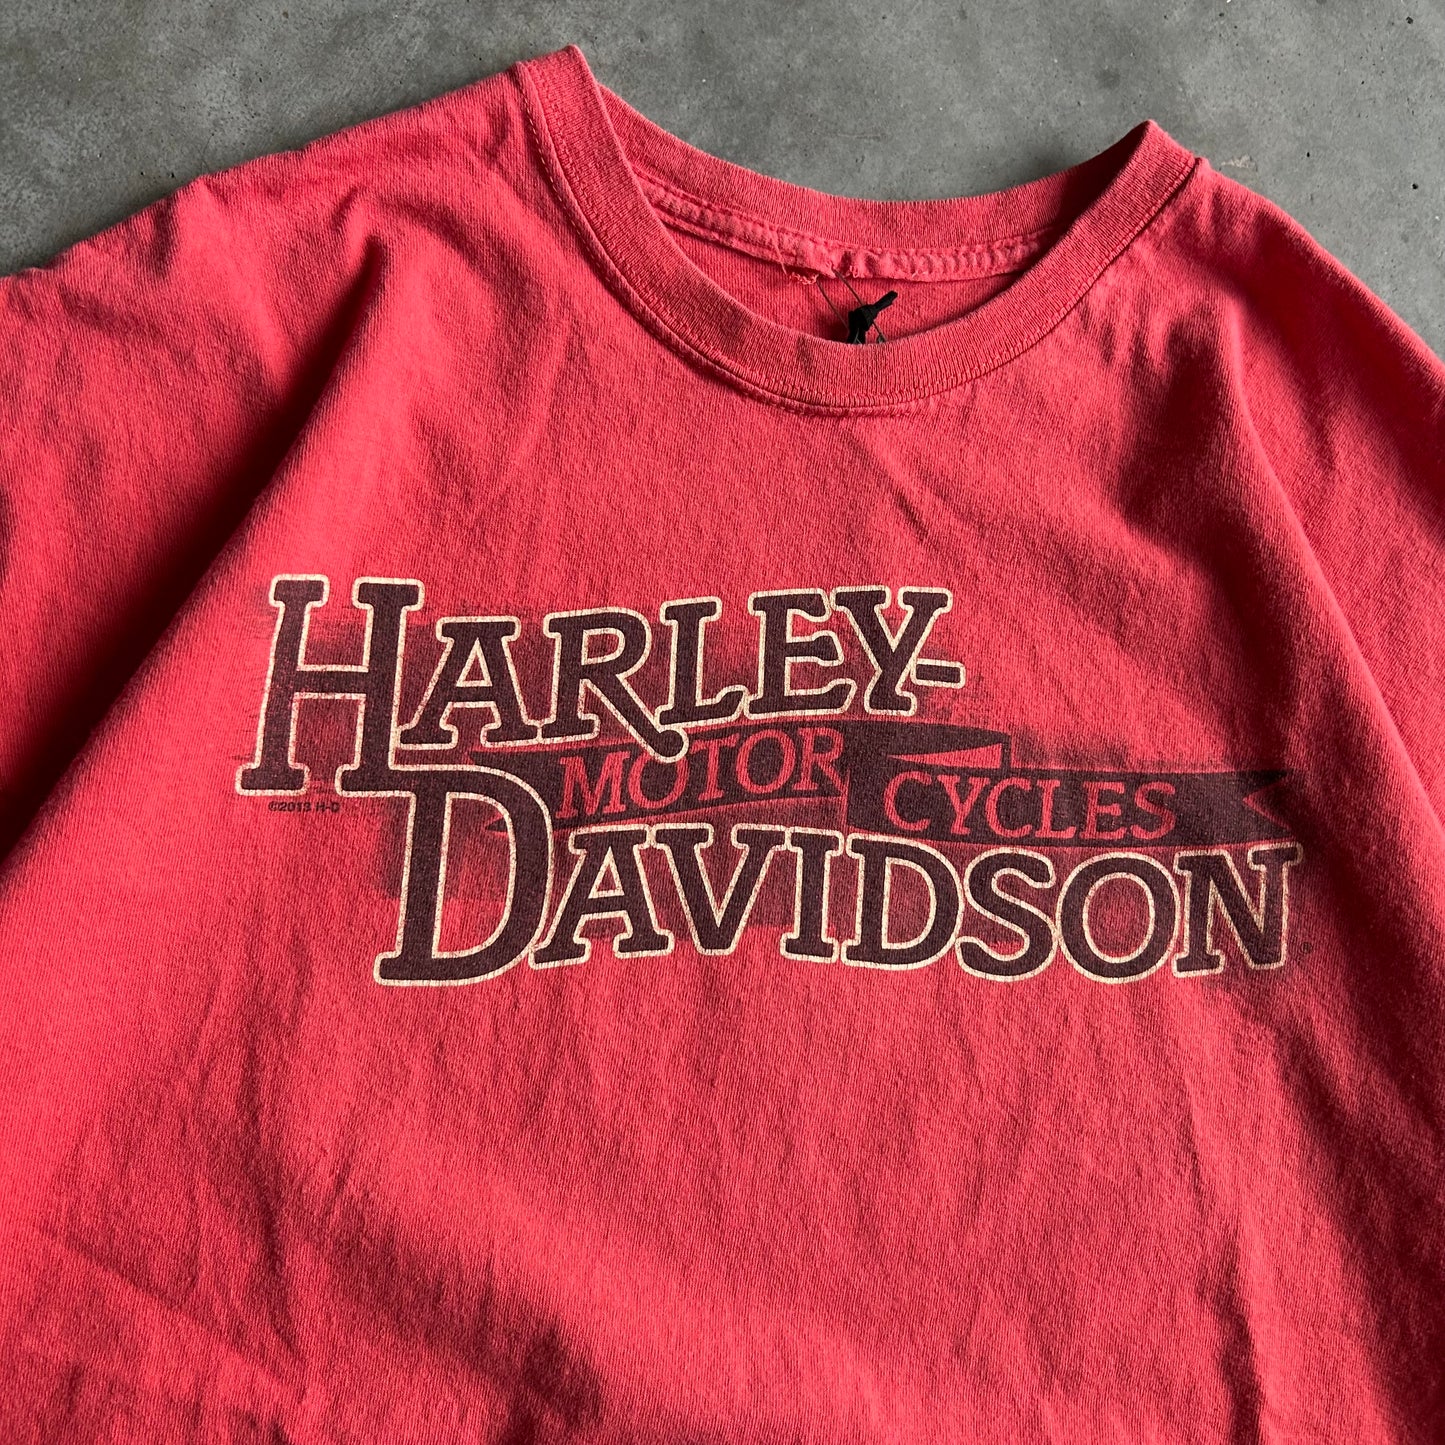 HARLEY-
MOTOR CYCLES
©2013 H-D
DAVIDSON®